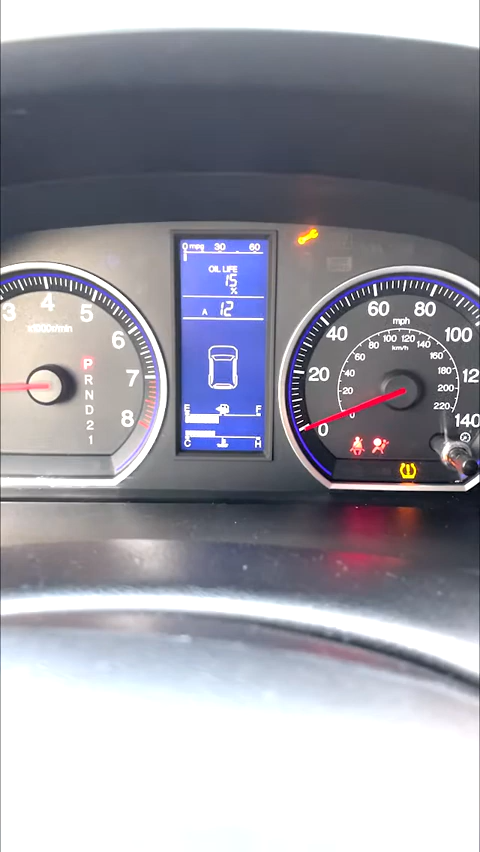 0 mpg 30 60
OIL LIFE
15
%
A 12
E F
C H
3 4 5 6 7 8
x1000r/min
P
R
N
D
2
1
0 20 40 60 80 100 12 140
mph
0 20 40 60 80 100 120 140 160 180 200 220
km/h